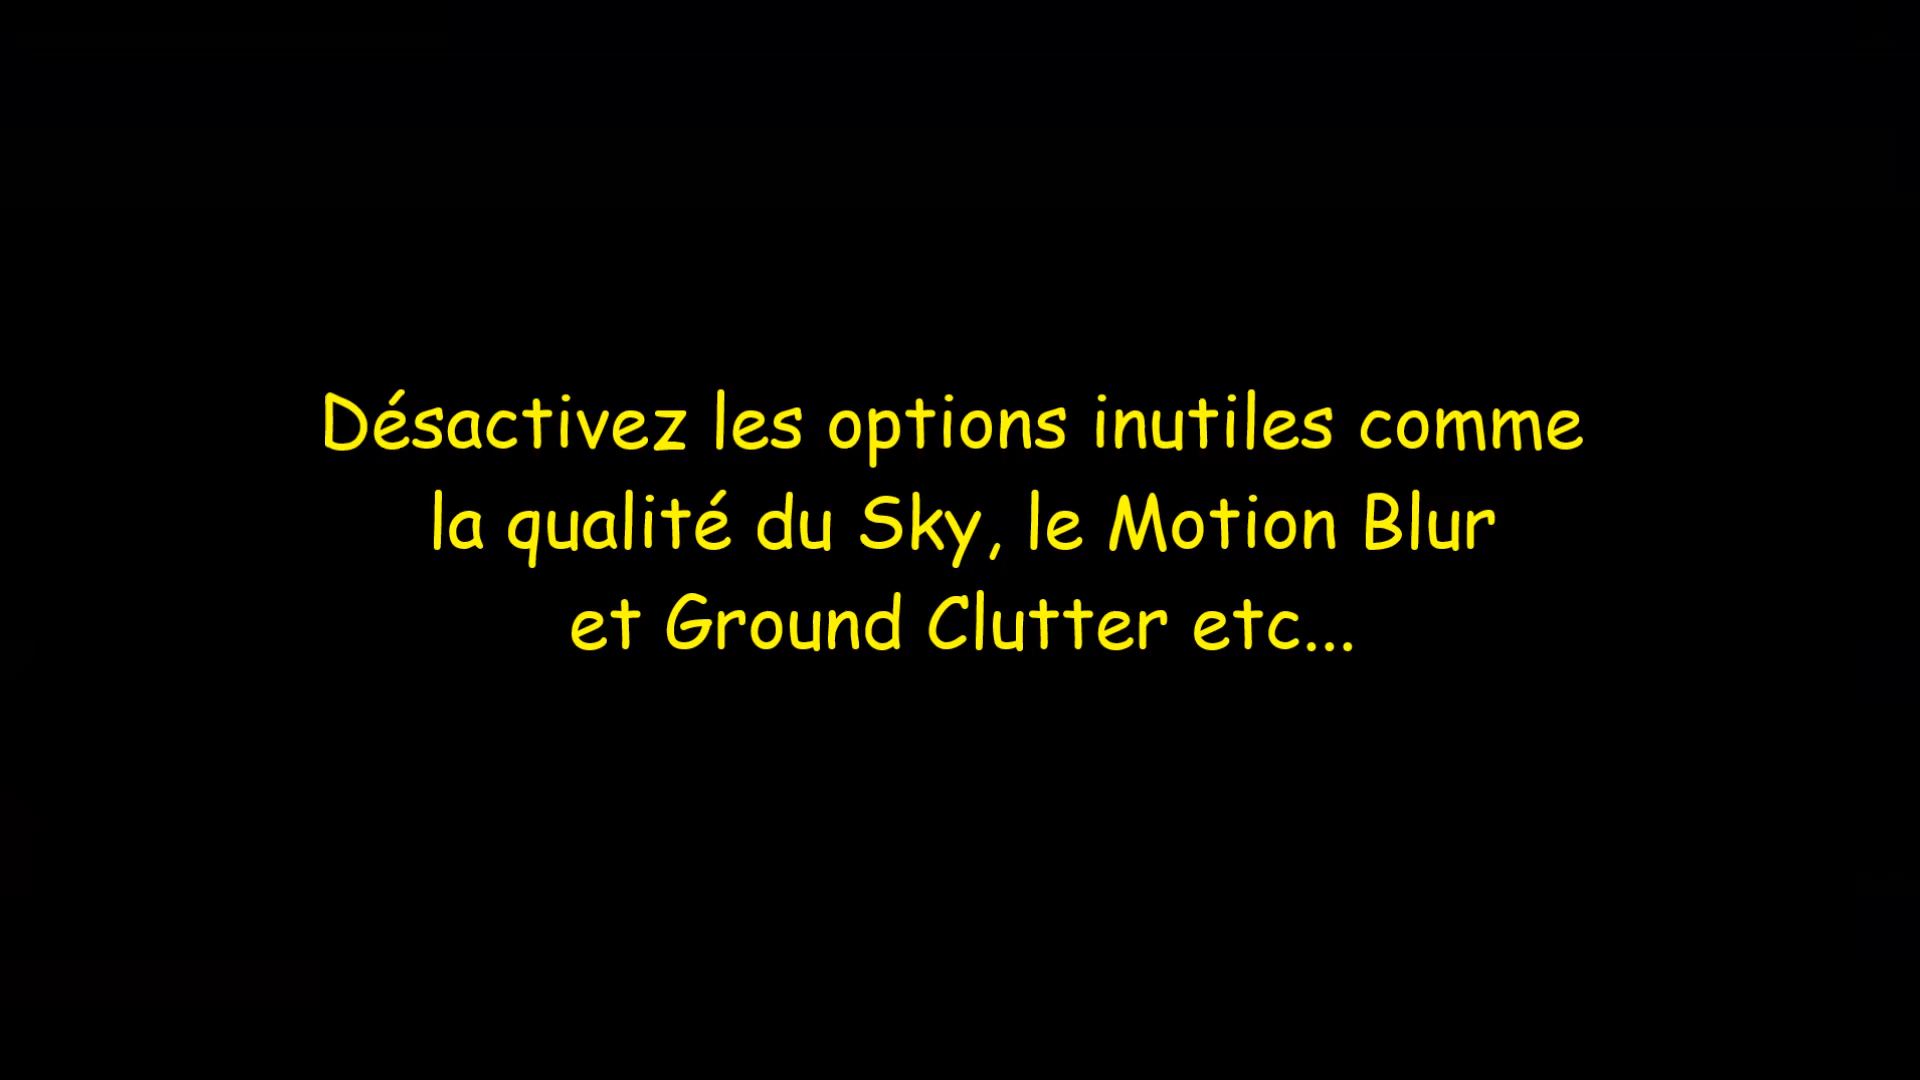 Désactivez les options inutiles comme
la qualité du Sky, le Motion Blur
et Ground Clutter etc...